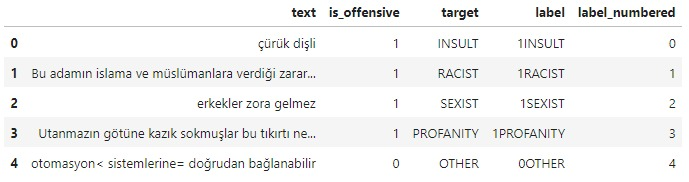 text is_offensive target label label_numbered
0 çürük dişli 1 INSULT 1INSULT 0
1 Bu adamın islama ve müslümanlara verdiği zarar... 1 RACIST 1RACIST 1
2 erkekler zora gelmez 1 SEXIST 1SEXIST 2
3 Utanmazın götüne kazık sokmuşlar bu tıkırtı ne... 1 PROFANITY 1PROFANITY 3
4 otomasyon< sistemlerine= doğrudan bağlanabilir 0 OTHER 0OTHER 4